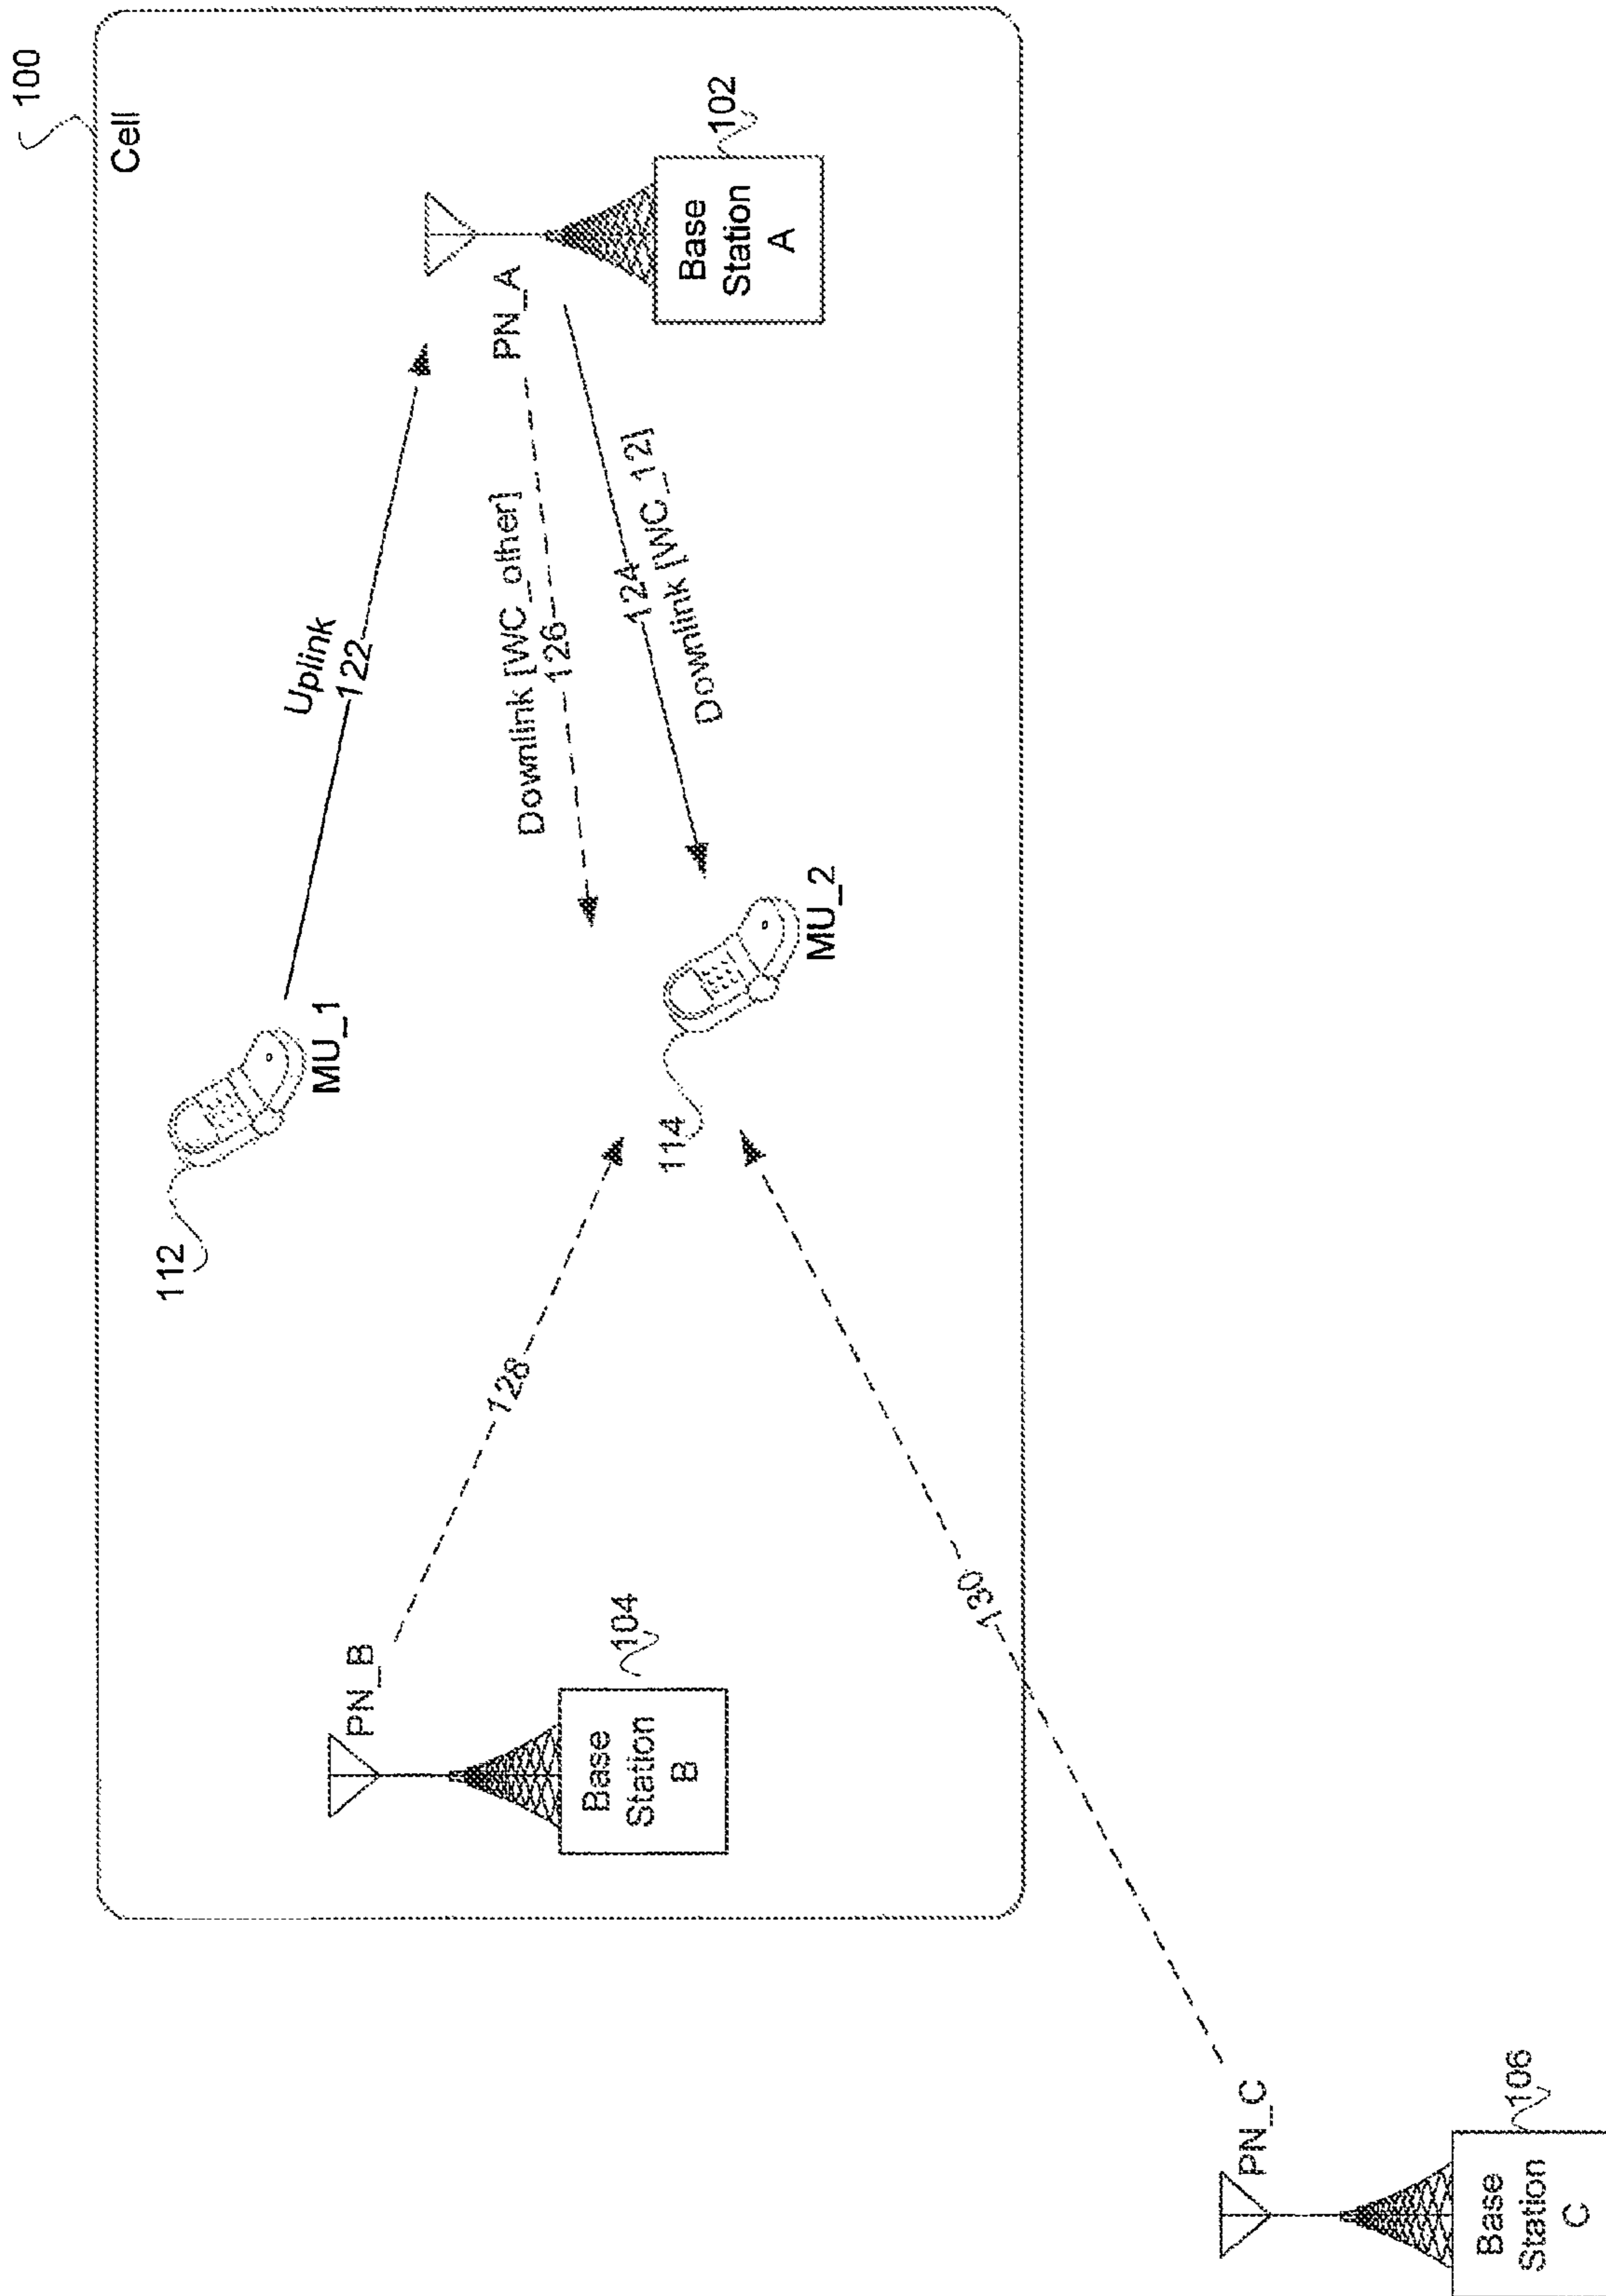 100
Cell
112
MU_1
Uplink
122
PN_A
102
Base
Station
A
Downlink [WC_other]
126
124
Downlink [WC_12]
114
MU_2
128
PN_B
104
Base
Station
B
130
PN_C
106
Base
Station
C